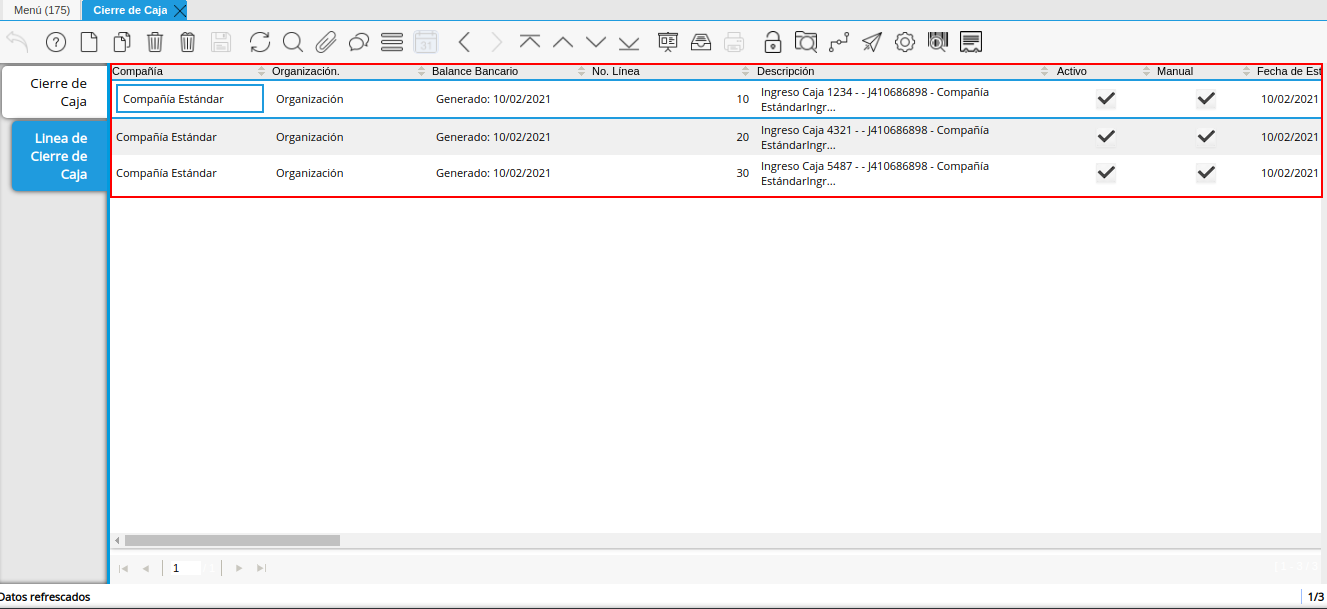 Menú (175) Cierre de Caja
31
Cierre de Caja
Línea de Cierre de Caja
Compañía Organización. Balance Bancario No. Línea Descripción Activo Manual Fecha de Est
Compañía Estándar Organización Generado: 10/02/2021 10 Ingreso Caja 1234 - - J410686898 - Compañía EstándarIngr... 10/02/2021
Compañía Estándar Organización Generado: 10/02/2021 20 Ingreso Caja 4321 - - J410686898 - Compañía EstándarIngr... 10/02/2021
Compañía Estándar Organización Generado: 10/02/2021 30 Ingreso Caja 5487 - - J410686898 - Compañía EstándarIngr... 10/02/2021
1
Datos refrescados 1/3